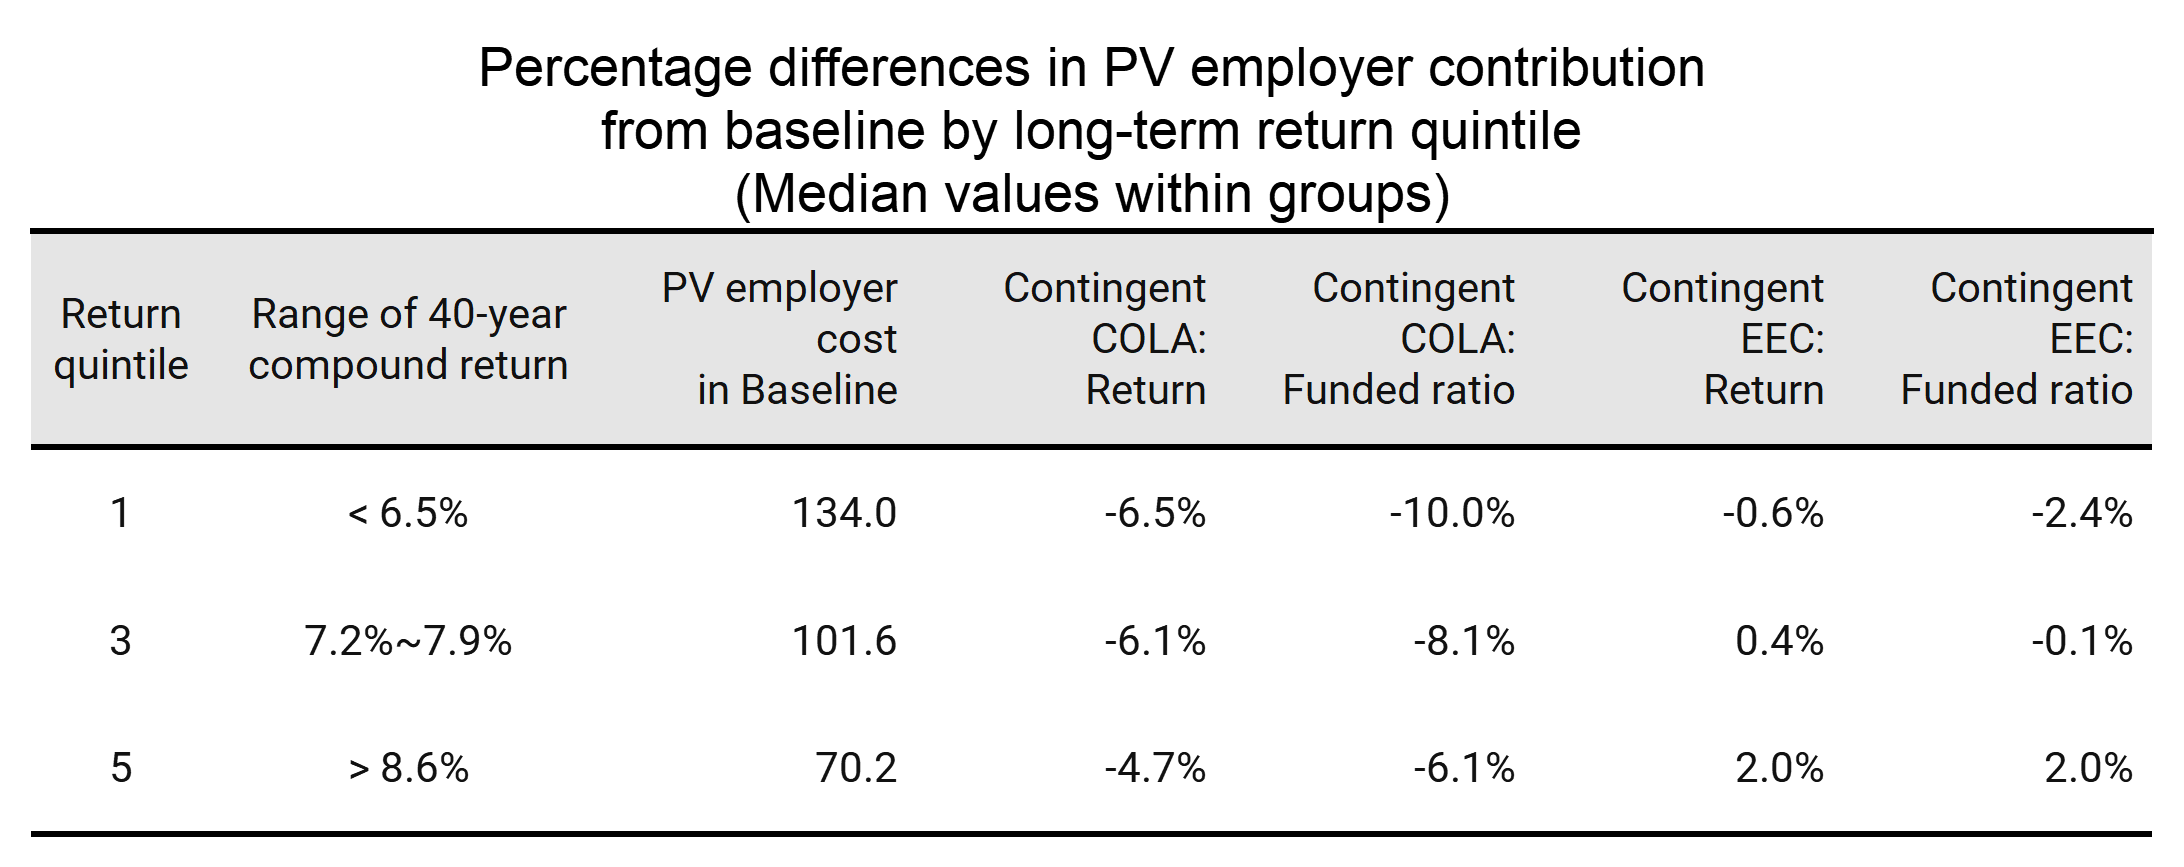 Percentage differences in PV employer contribution
from baseline by long-term return quintile
(Median values within groups)
Return
quintile
Range of 40-year
compound return
PV employer
cost
in Baseline
Contingent
COLA:
Return
Contingent
COLA:
Funded ratio
Contingent
EEC:
Return
Contingent
EEC:
Funded ratio
1 < 6.5% 134.0 -6.5% -10.0% -0.6% -2.4%
3 7.2%~7.9% 101.6 -6.1% -8.1% 0.4% -0.1%
5 > 8.6% 70.2 -4.7% -6.1% 2.0% 2.0%